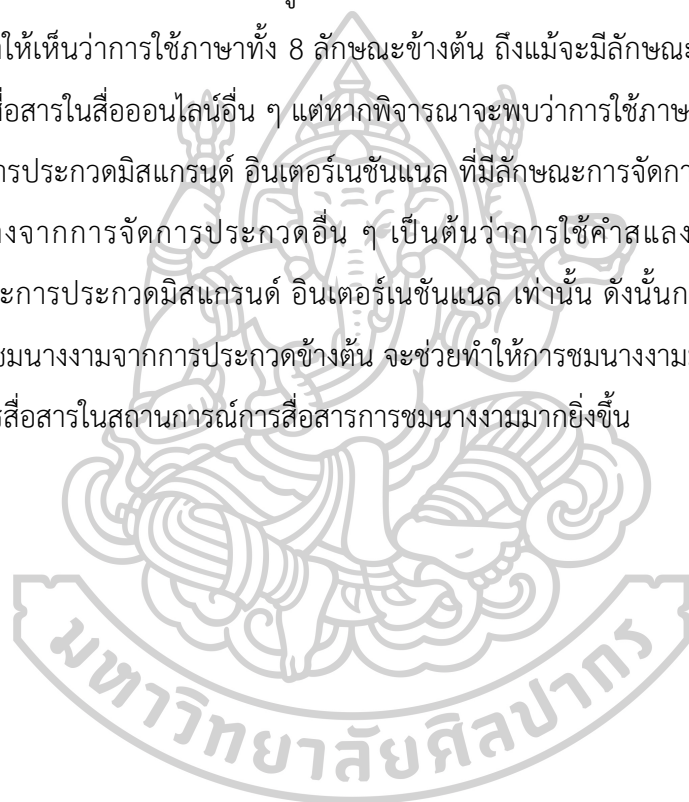 ให้เห็นว่าการใช้ภาษาทั้ง 8 ลักษณะข้างต้น ถึงแม้จะมีลักษณะ
สื่อสารในสื่อออนไลน์อื่น ๆ แต่หากพิจารณาจะพบว่าการใช้ภาษ
ารประกวดมิสแกรนด์ อินเตอร์เนชันแนล ที่มีลักษณะการจัดกา
งจากการจัดการประกวดอื่น ๆ เป็นต้นว่าการใช้คำสแลง
ะการประกวดมิสแกรนด์ อินเตอร์เนชันแนล เท่านั้น ดังนั้นก
ชมนางงามจากการประกวดข้างต้น จะช่วยทำให้การชมนางงาม
รสื่อสารในสถานการณ์การสื่อสารการชมนางงามมากยิ่งขึ้น
มหาวิทยาลัยศิลปากร